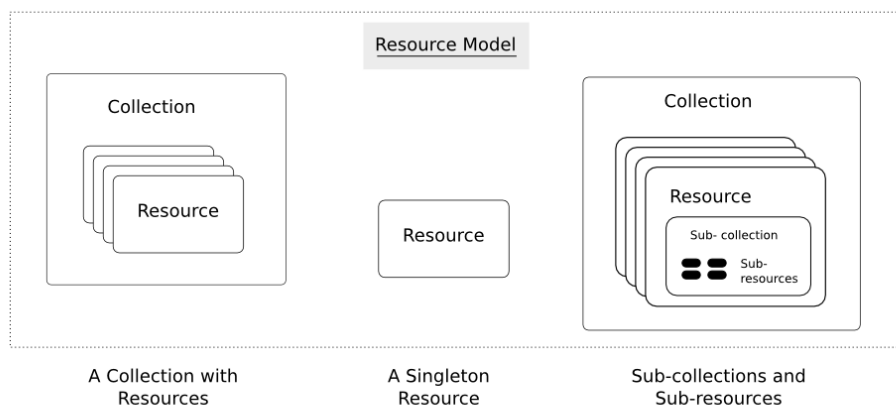 Resource Model
Collection
Resource
Resource
Collection
Resource
Sub- collection
Sub-
resources
A Collection with
Resources
A Singleton
Resource
Sub-collections and
Sub-resources